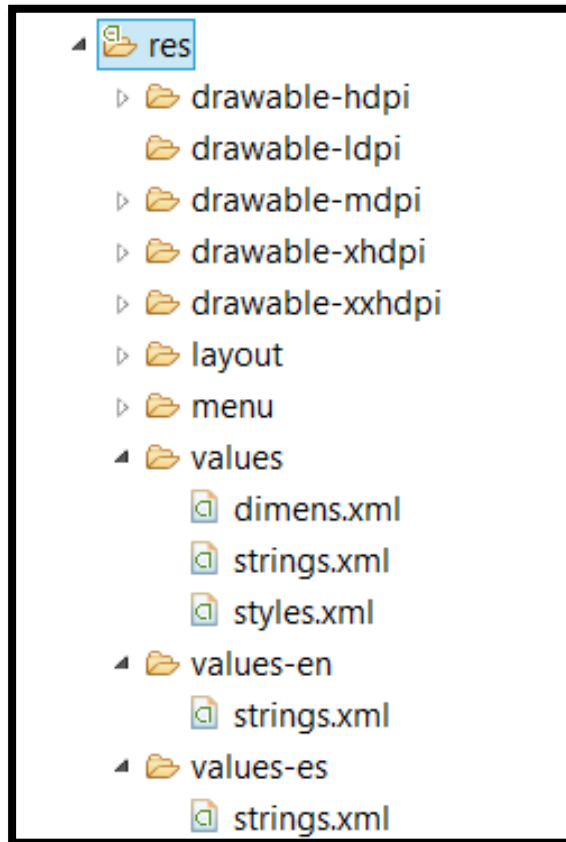 res
drawable-hdpi
drawable-ldpi
drawable-mdpi
drawable-xhdpi
drawable-xxhdpi
layout
menu
values
dimens.xml
strings.xml
styles.xml
values-en
strings.xml
values-es
strings.xml